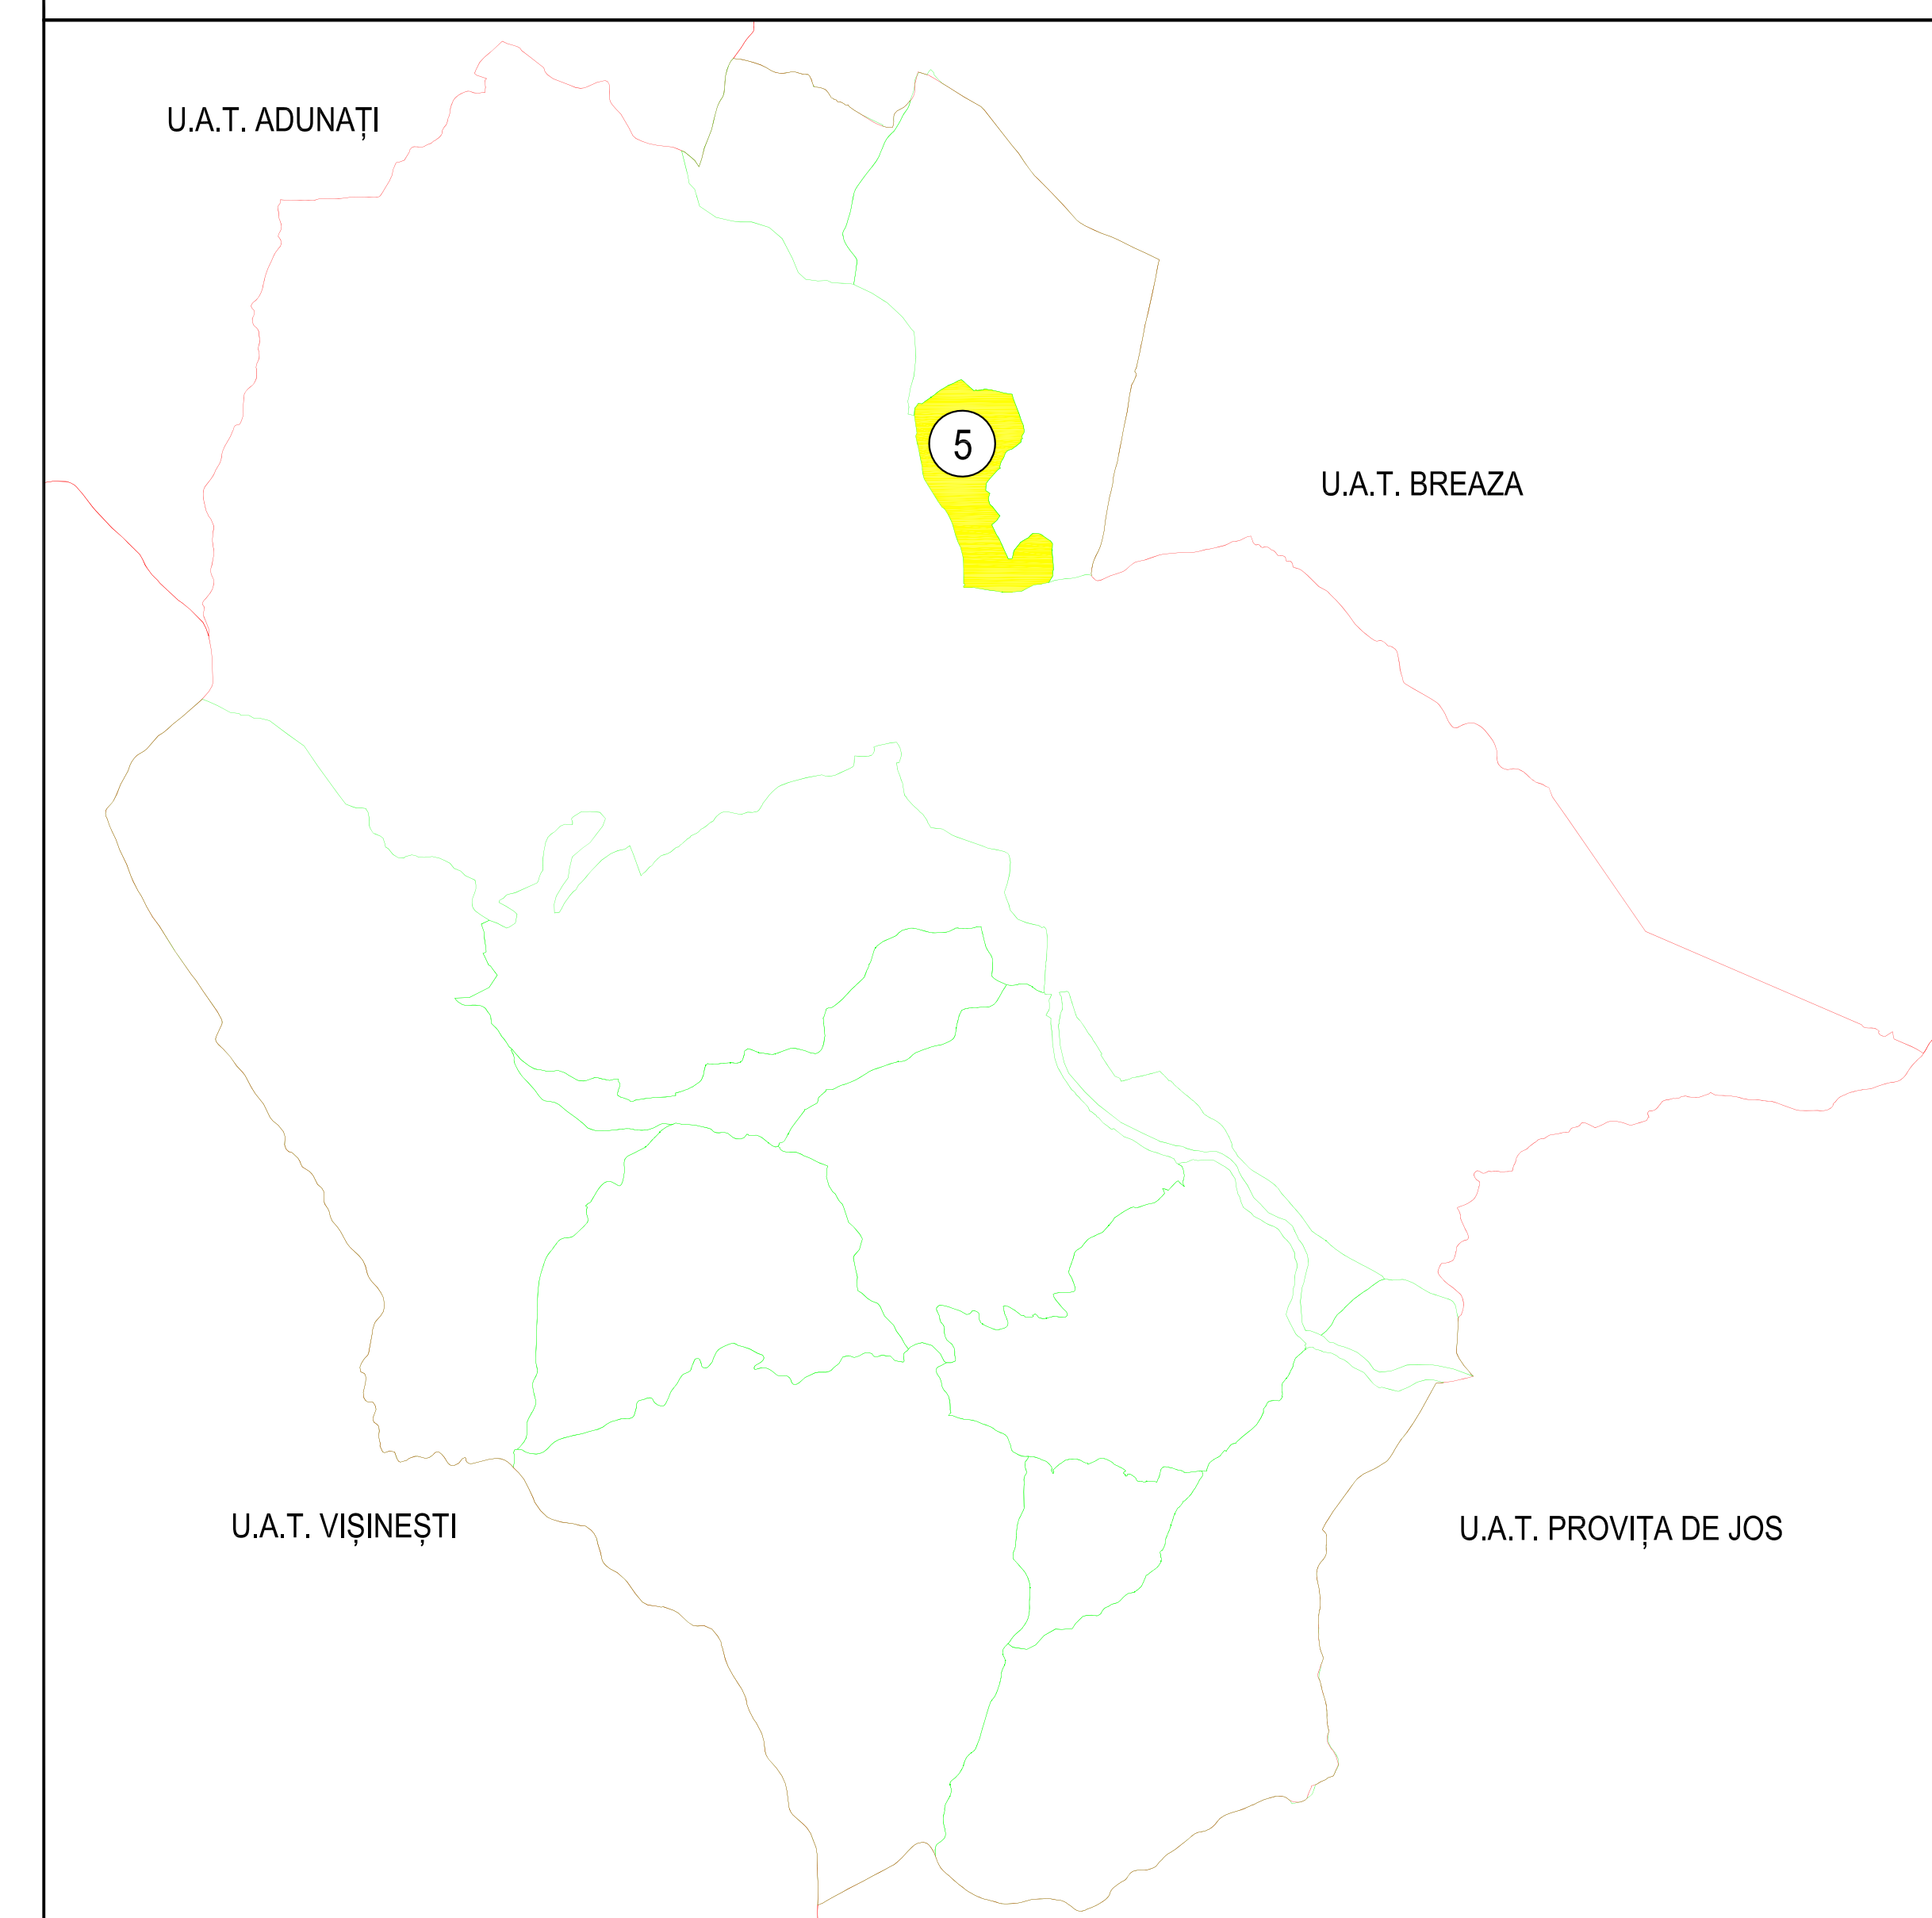 U.A.T. ADUNAȚI
5
U.A.T. BREAZA
U.A.T. VIȘINEȘTI
U.A.T. PROVIȚA DE JOS